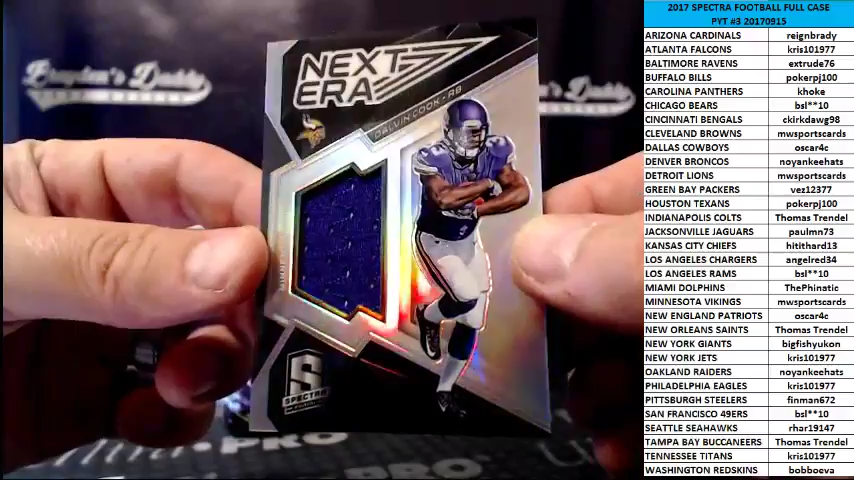 Brayden's Daddy
NEXT
ERA
DALVIN COOK • RB
SPECTRA
PRO
PRO
2017 SPECTRA FOOTBALL FULL CASE
PYT #3 20170915
ARIZONA CARDINALS reignbrady
ATLANTA FALCONS kris101977
BALTIMORE RAVENS extrude76
BUFFALO BILLS pokerpj100
CAROLINA PANTHERS khoke
CHICAGO BEARS bsl**10
CINCINNATI BENGALS ckirkdawg98
CLEVELAND BROWNS mwsportscards
DALLAS COWBOYS oscar4c
DENVER BRONCOS noyankeehats
DETROIT LIONS mwsportscards
GREEN BAY PACKERS vez12377
HOUSTON TEXANS pokerpj100
INDIANAPOLIS COLTS Thomas Trendel
JACKSONVILLE JAGUARS paulmn73
KANSAS CITY CHIEFS hitithard13
LOS ANGELES CHARGERS angelred34
LOS ANGELES RAMS bsl**10
MIAMI DOLPHINS ThePhinatic
MINNESOTA VIKINGS mwsportscards
NEW ENGLAND PATRIOTS oscar4c
NEW ORLEANS SAINTS Thomas Trendel
NEW YORK GIANTS bigfishyukon
NEW YORK JETS kris101977
OAKLAND RAIDERS noyankeehats
PHILADELPHIA EAGLES kris101977
PITTSBURGH STEELERS finman672
SAN FRANCISCO 49ERS bsl**10
SEATTLE SEAHAWKS rhar19147
TAMPA BAY BUCCANEERS Thomas Trendel
TENNESSEE TITANS kris101977
WASHINGTON REDSKINS bobboeva